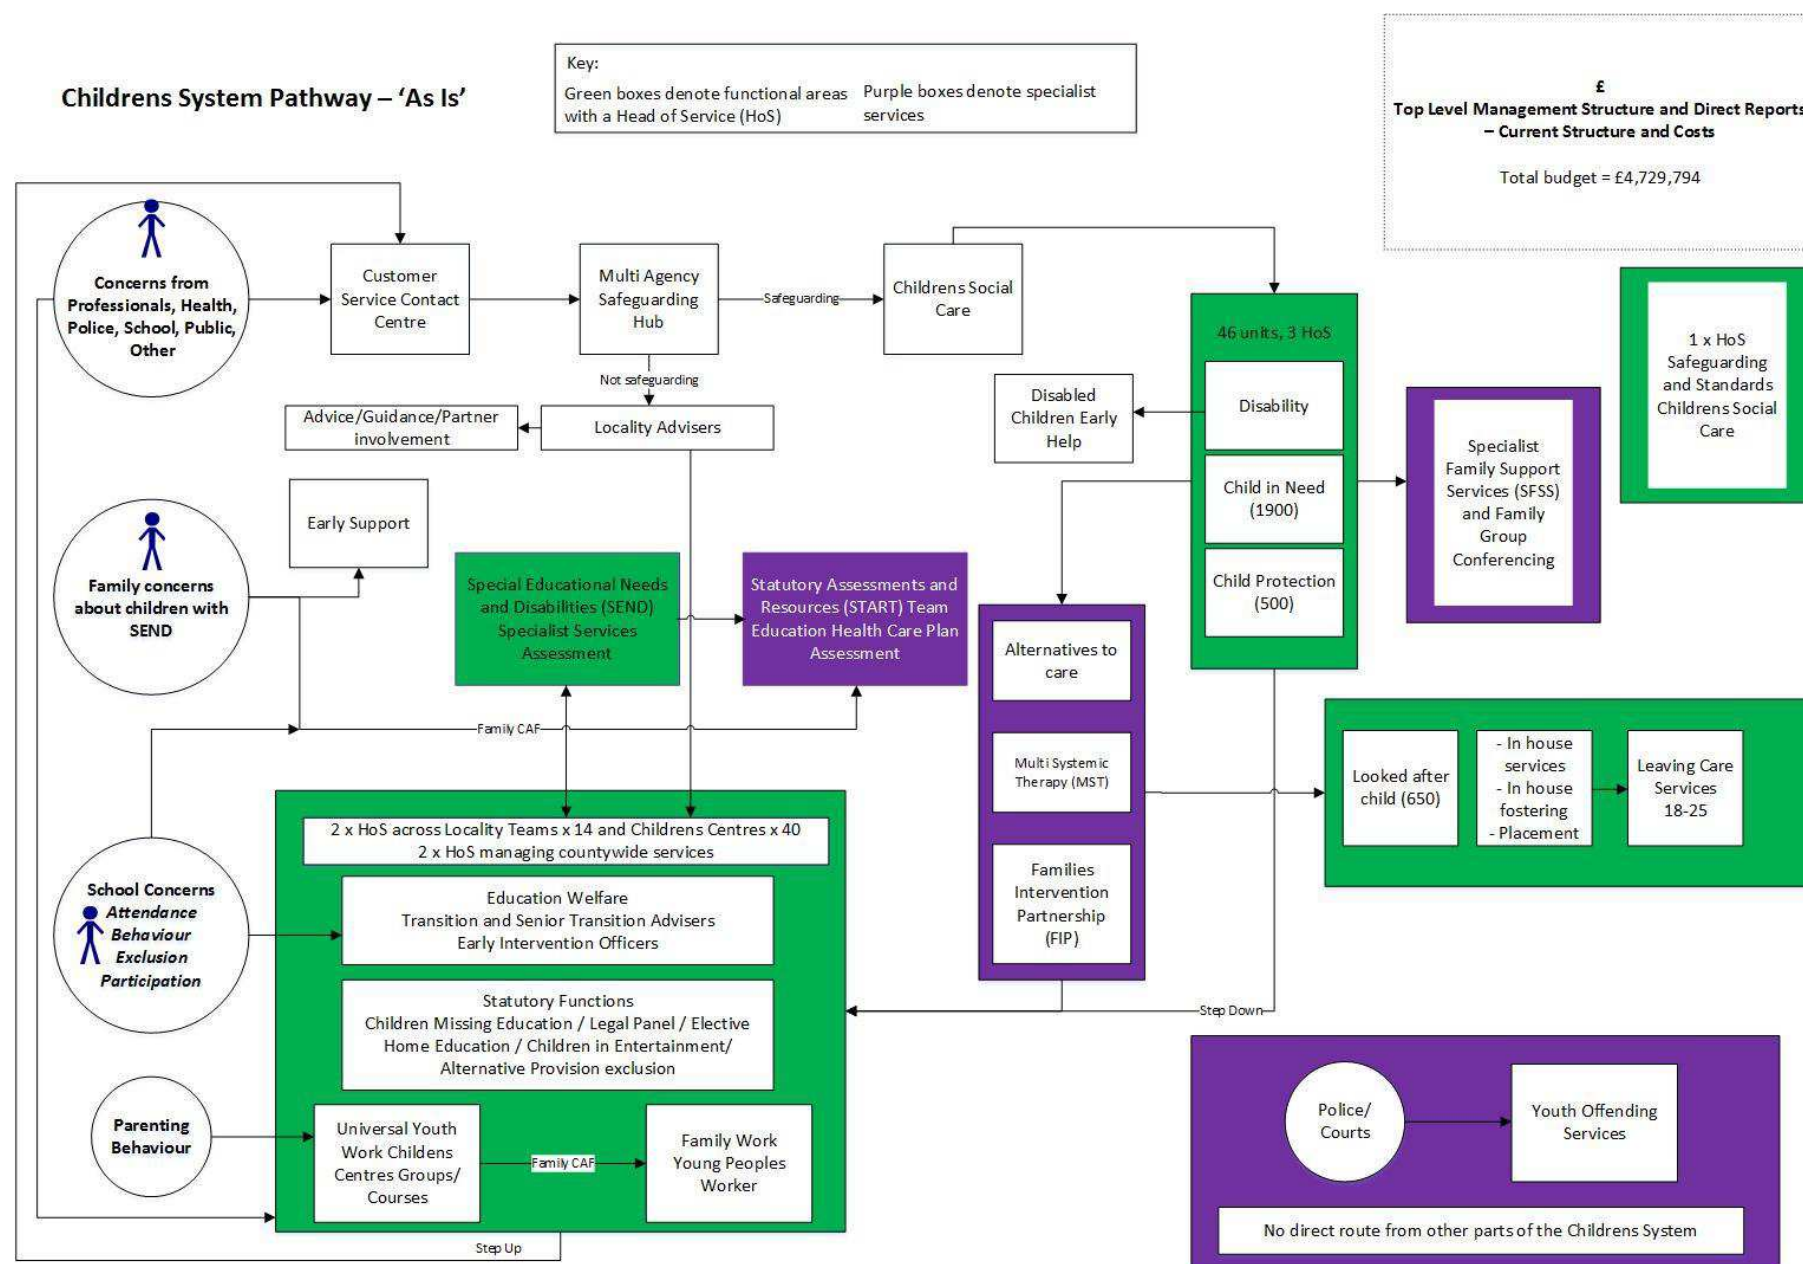 Childrens System Pathway – ‘As Is’
Key:
Green boxes denote functional areas
with a Head of Service (HoS)
Purple boxes denote specialist
services
£
Top Level Management Structure and Direct Reports
– Current Structure and Costs
Total budget = £4,729,794
Concerns from
Professionals, Health,
Police, School, Public,
Other
Customer
Service Contact
Centre
Multi Agency
Safeguarding
Hub
Safeguarding
Childrens Social
Care
Not safeguarding
Advice/Guidance/Partner
involvement
Locality Advisers
46 units, 3 HoS
Disability
Child in Need
(1900)
Child Protection
(500)
Disabled
Children Early
Help
Specialist
Family Support
Services (SFSS)
and Family
Group
Conferencing
1 x HoS
Safeguarding
and Standards
Childrens Social
Care
Family concerns
about children with
SEND
Early Support
Special Educational Needs
and Disabilities (SEND)
Specialist Services
Assessment
Statutory Assessments and
Resources (START) Team
Education Health Care Plan
Assessment
Family CAF
Alternatives to
care
Multi Systemic
Therapy (MST)
Families
Intervention
Partnership
(FIP)
Looked after
child (650)
- In house
services
- In house
fostering
- Placement
Leaving Care
Services
18-25
School Concerns
Attendance
Behaviour
Exclusion
Participation
2 x HoS across Locality Teams x 14 and Childrens Centres x 40
2 x HoS managing countywide services
Education Welfare
Transition and Senior Transition Advisers
Early Intervention Officers
Statutory Functions
Children Missing Education / Legal Panel / Elective
Home Education / Children in Entertainment/
Alternative Provision exclusion
Step Down
Parenting
Behaviour
Universal Youth
Work Childens
Centres Groups/
Courses
Family CAF
Family Work
Young Peoples
Worker
Step Up
Police/
Courts
Youth Offending
Services
No direct route from other parts of the Childrens System